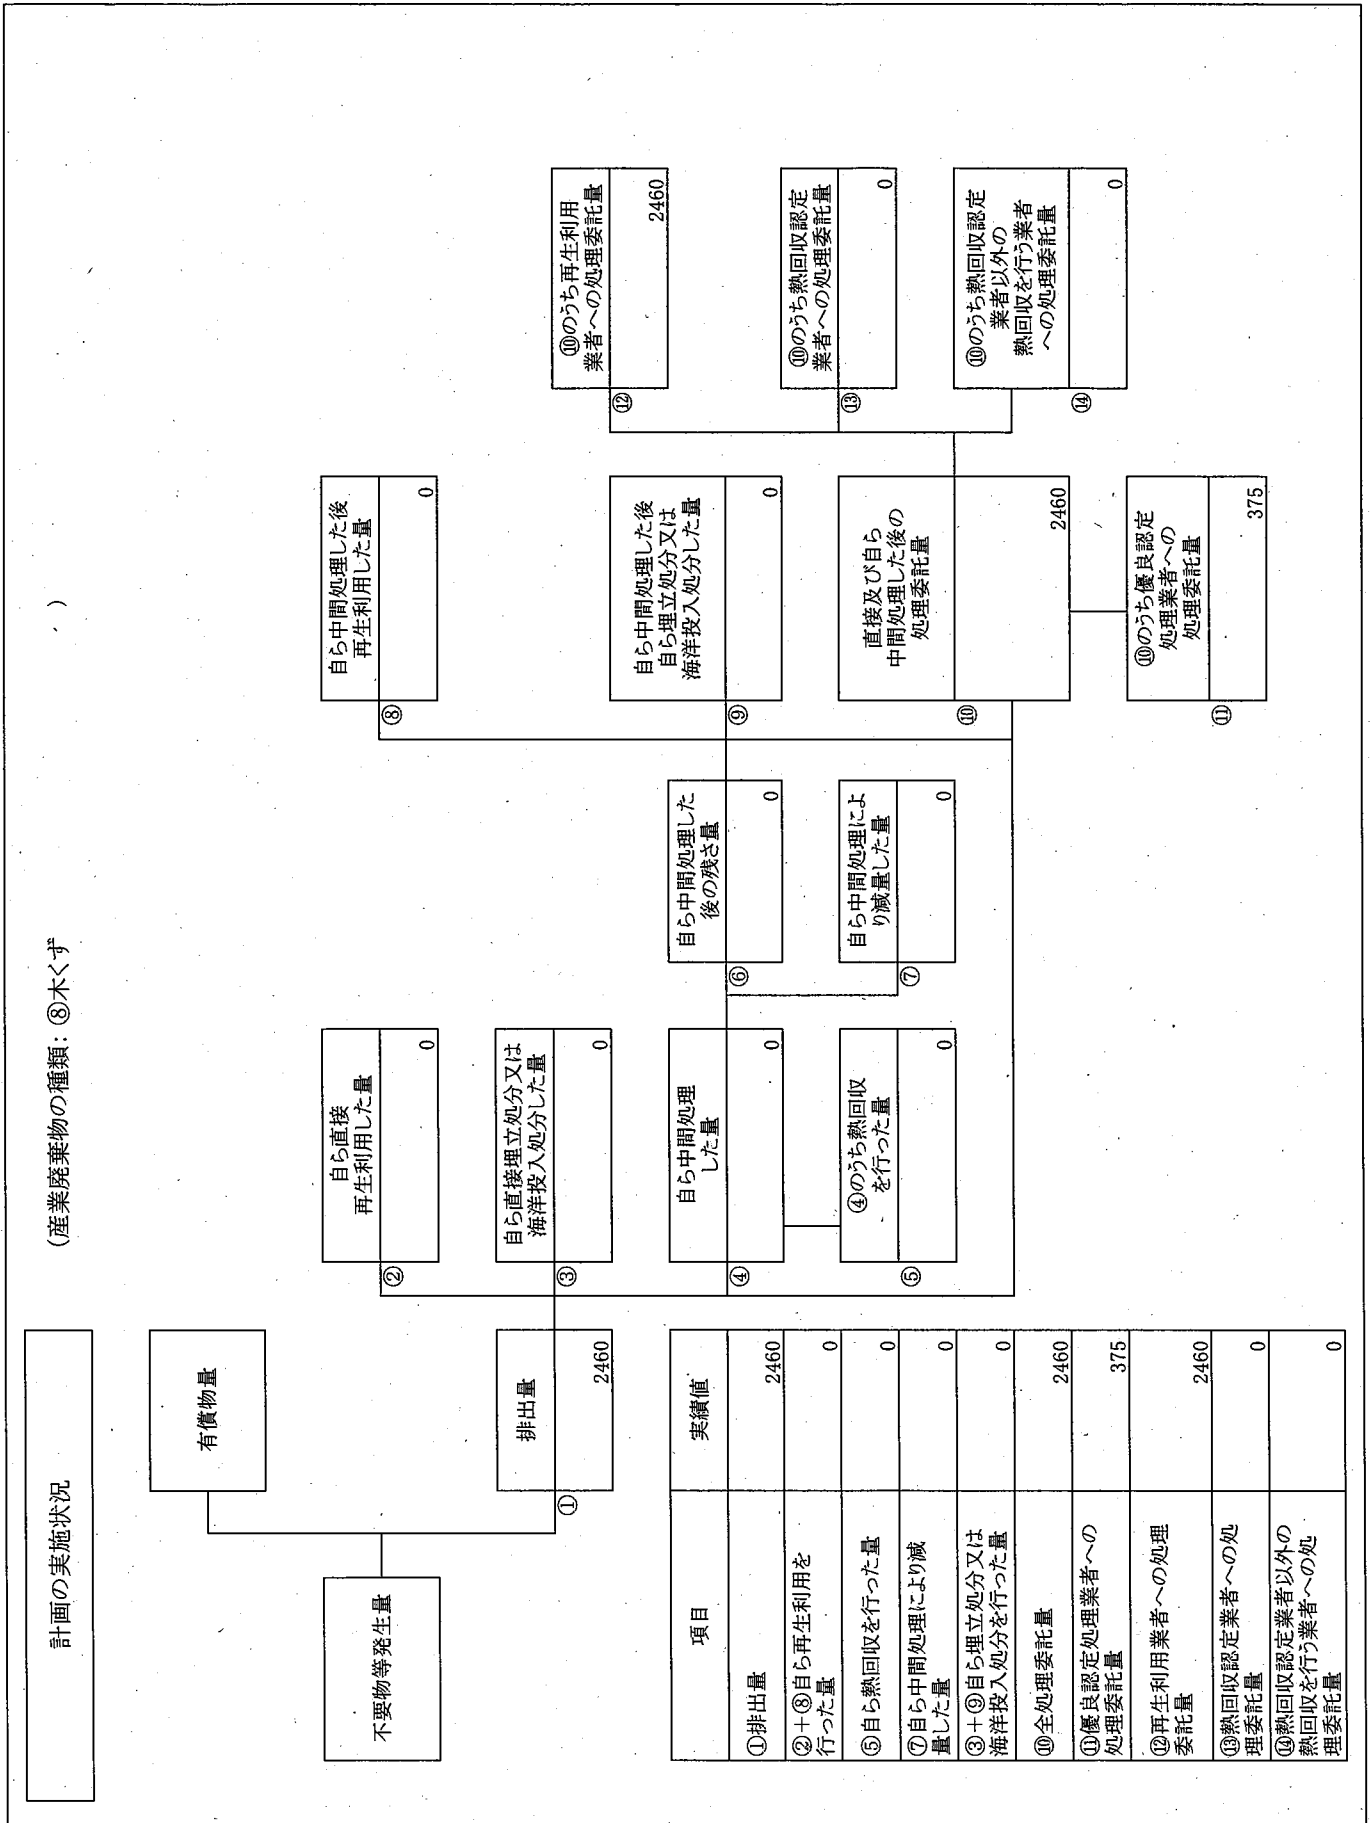 計画の実施状況
(産業廃棄物の種類：⑧木くず
)
不要物等発生量
有償物量
排出量
①
2460
自ら直接
再生利用した量
②
0
自ら直接埋立処分又は
海洋投入処分した量
③
0
自ら中間処理
した量
④
0
④のうち熱回収
を行った量
⑤
0
自ら中間処理した
後の残さ量
⑥
0
自ら中間処理によ
り減量した量
⑦
0
自ら中間処理した後
再生利用した量
⑧
0
自ら中間処理した後
自ら埋立処分又は
海洋投入処分した量
⑨
0
直接及び自ら
中間処理した後の
処理委託量
⑩
2460
⑩のうち優良認定
処理業者への
処理委託量
⑪
375
⑩のうち再生利用
業者への処理委託量
⑫
2460
⑩のうち熱回収認定
業者への処理委託量
⑬
0
⑩のうち熱回収認定
業者以外の
熱回収を行う業者
への処理委託量
⑭
0
項目 実績値
①排出量 2460
②+⑧自ら再生利用を
行った量 0
⑤自ら熱回収を行った量 0
⑦自ら中間処理により減
量した量 0
③+⑨自ら埋立処分又は
海洋投入処分を行った量 0
⑩全処理委託量 2460
⑪優良認定処理業者への
処理委託量 375
⑫再生利用業者への処理
委託量 2460
⑬熱回収認定業者への処
理委託量 0
⑭熱回収認定業者以外の
熱回収を行う業者への処
理委託量 0